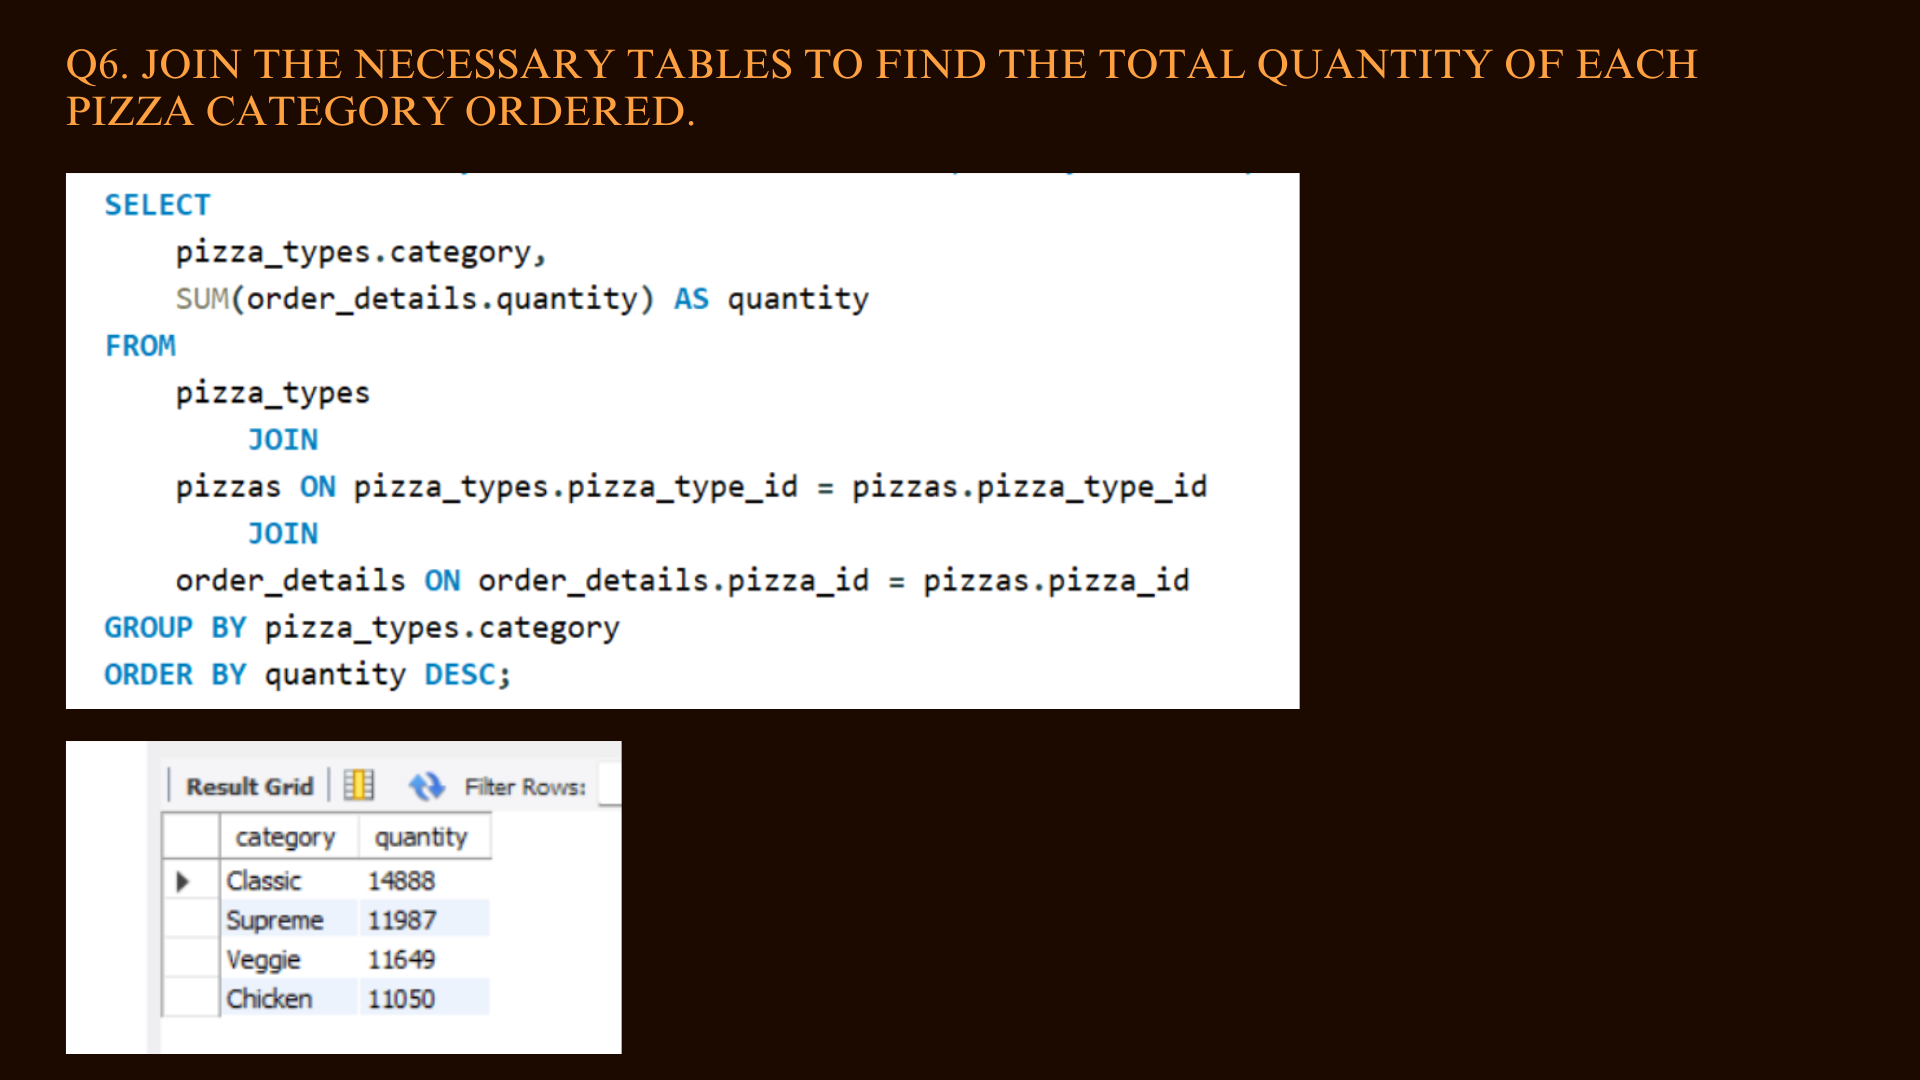 Q6. JOIN THE NECESSARY TABLES TO FIND THE TOTAL QUANTITY OF EACH
PIZZA CATEGORY ORDERED.
SELECT
pizza_types.category,
SUM(order_details.quantity) AS quantity
FROM
pizza_types
JOIN
pizzas ON pizza_types.pizza_type_id = pizzas.pizza_type_id
JOIN
order_details ON order_details.pizza_id = pizzas.pizza_id
GROUP BY pizza_types.category
ORDER BY quantity DESC;
Result Grid Filter Rows:
category quantity
Classic 14888
Supreme 11987
Veggie 11649
Chicken 11050